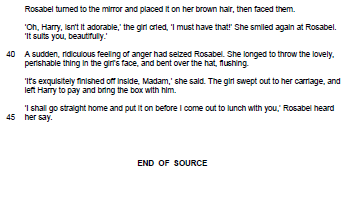 Rosabel turned to the mirror and placed it on her brown hair, then faced them.
'Oh, Harry, isn't it adorable,' the girl cried, 'I must have that!' She smiled again at Rosabel.
'It suits you, beautifully.'
40 A sudden, ridiculous feeling of anger had seized Rosabel. She longed to throw the lovely,
perishable thing in the girl's face, and bent over the hat, flushing.
'It's exquisitely finished off inside, Madam,' she said. The girl swept out to her carriage, and
left Harry to pay and bring the box with him.
'I shall go straight home and put it on before I come out to lunch with you,' Rosabel heard
45 her say.
END OF SOURCE